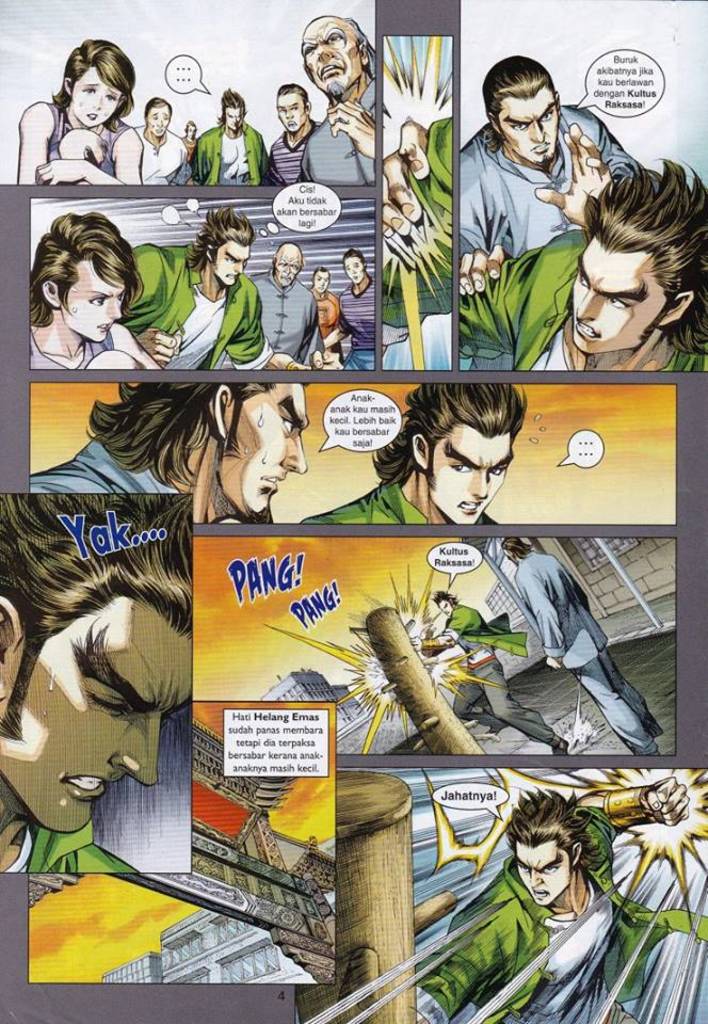 ...
...
Cis!
Aku tidak
akan bersabar
lagi!
Buruk
akibatnya jika
kau berlawan
dengan Kultus
Raksasa!
Anak-
anak kau masih
kecil. Lebih baik
kau bersabar
saja!
...
...
Yak....
PANG!
PANG!
Kultus
Raksasa!
Hati Helang Emas
sudah panas membara
tetapi dia terpaksa
bersabar kerana anak-
anaknya masih kecil.
Jahatnya!
4